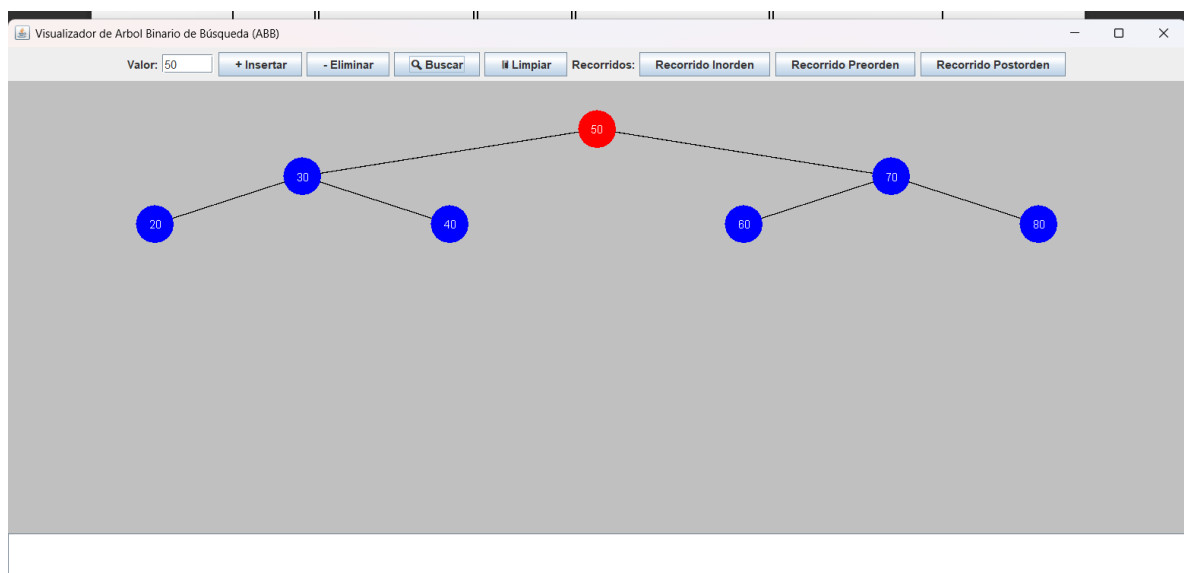 Visualizador de Arbol Binario de Búsqueda (ABB)
Valor: 50 + Insertar - Eliminar Buscar Limpiar Recorridos: Recorrido Inorden Recorrido Preorden Recorrido Postorden
50
30 70
20 40 60 80